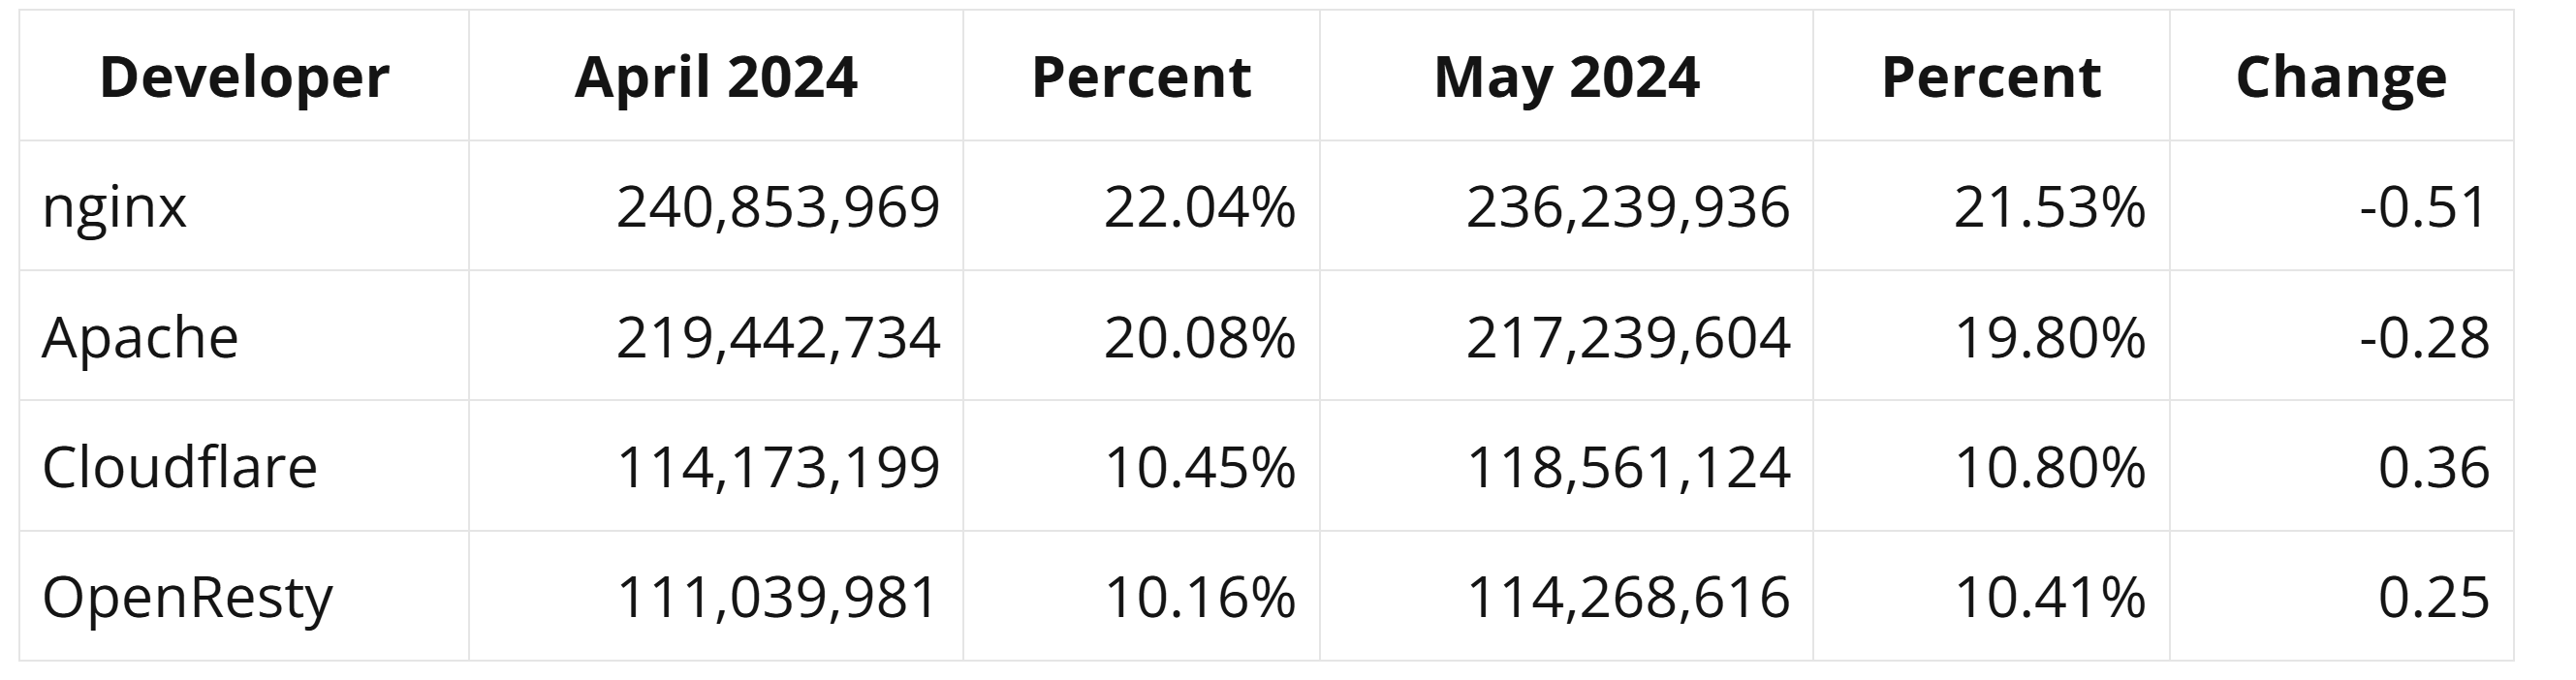 Developer April 2024 Percent May 2024 Percent Change
nginx 240,853,969 22.04% 236,239,936 21.53% -0.51
Apache 219,442,734 20.08% 217,239,604 19.80% -0.28
Cloudflare 114,173,199 10.45% 118,561,124 10.80% 0.36
OpenResty 111,039,981 10.16% 114,268,616 10.41% 0.25